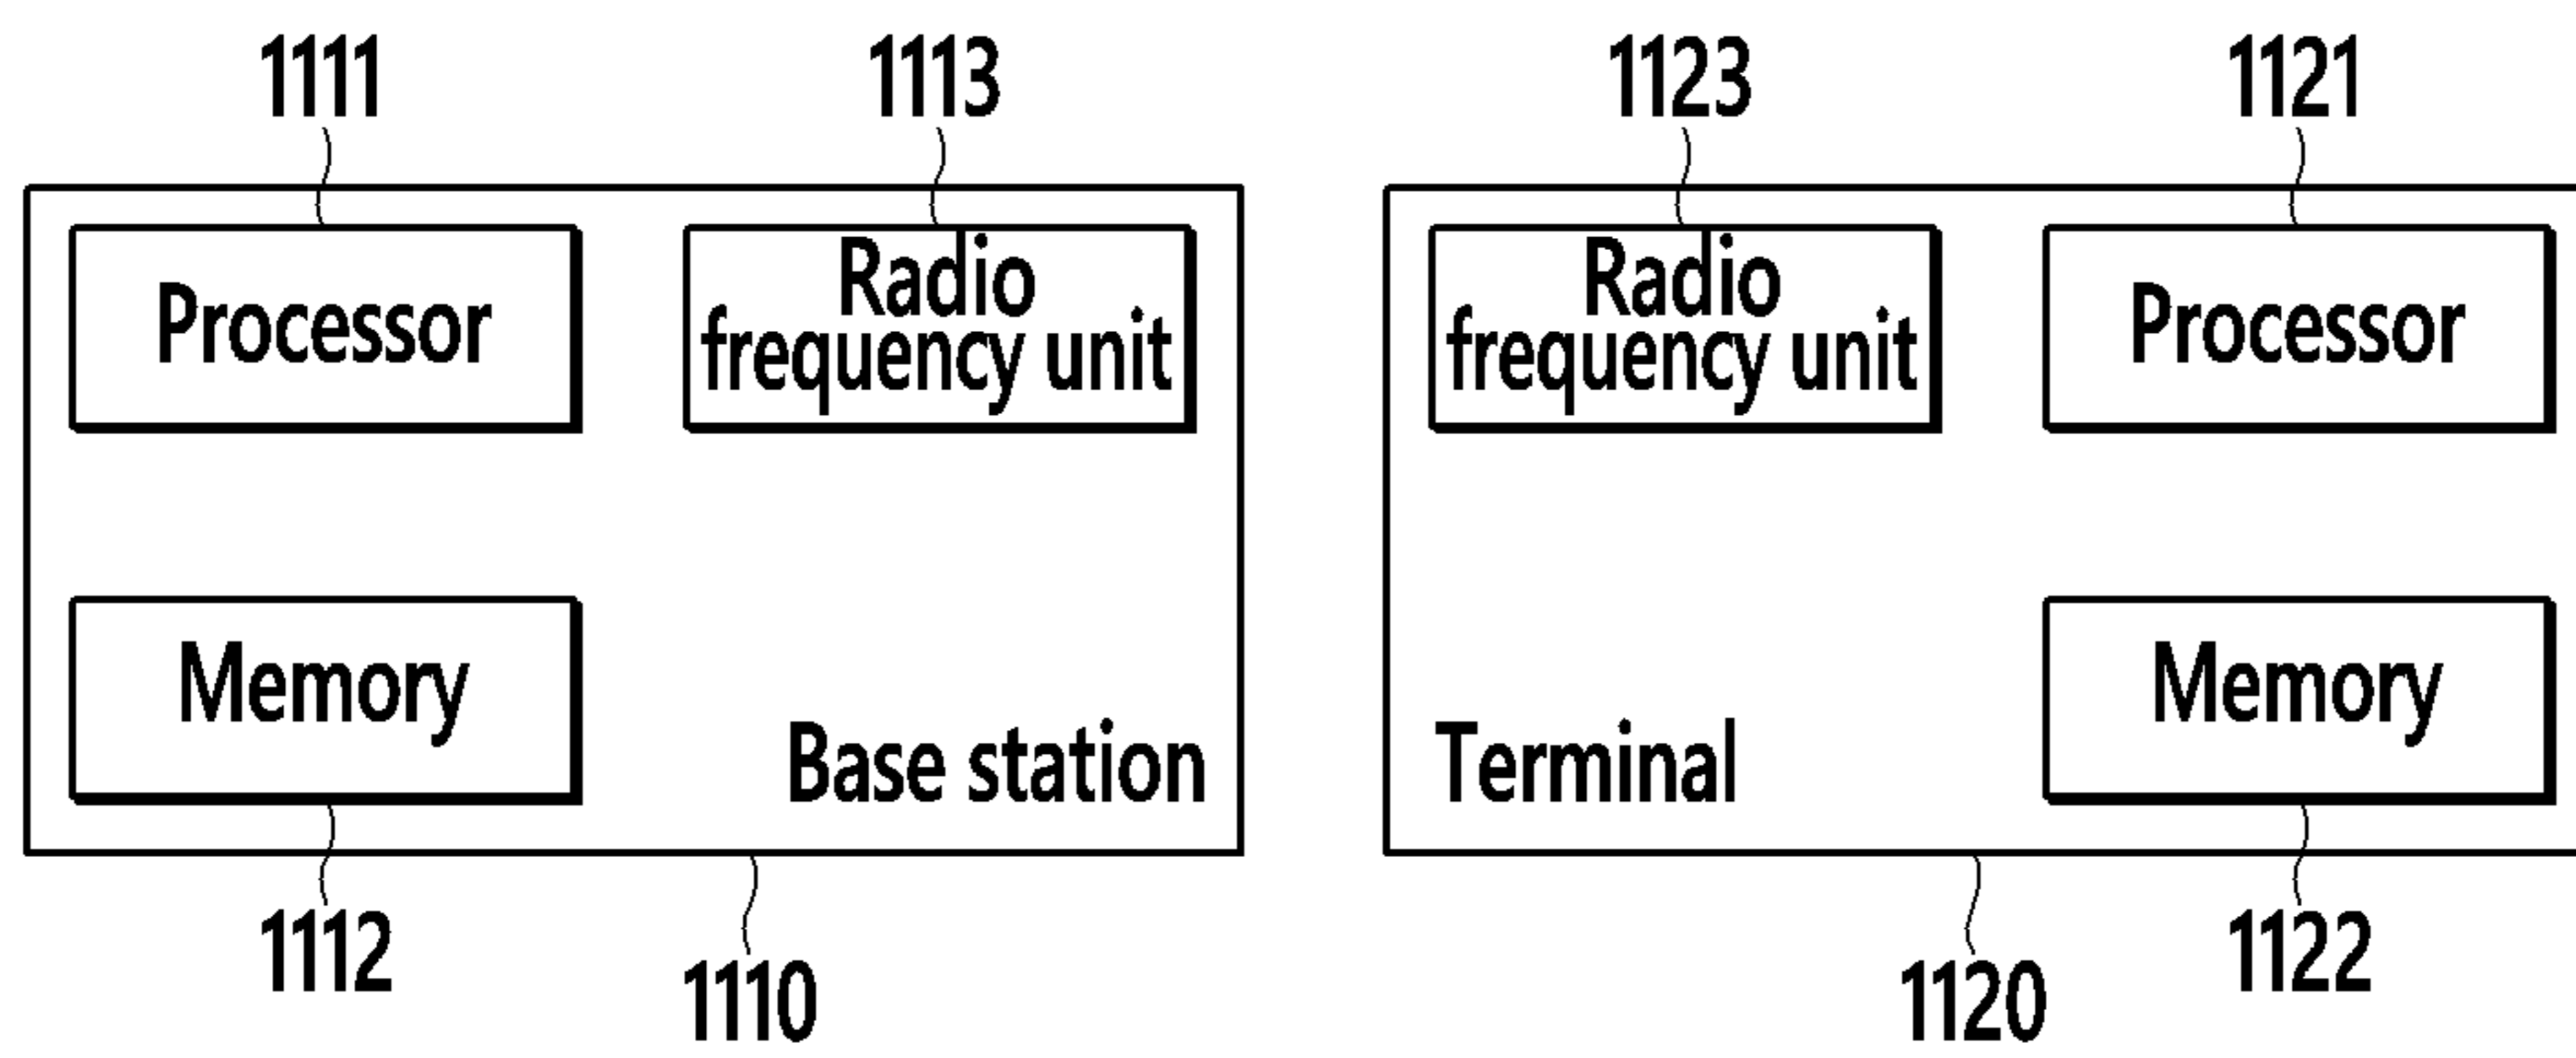 1111
1113
1123
1121
Processor
Radio
frequency unit
Radio
frequency unit
Processor
Memory
Base station
Terminal
Memory
1112
1110
1120
1122